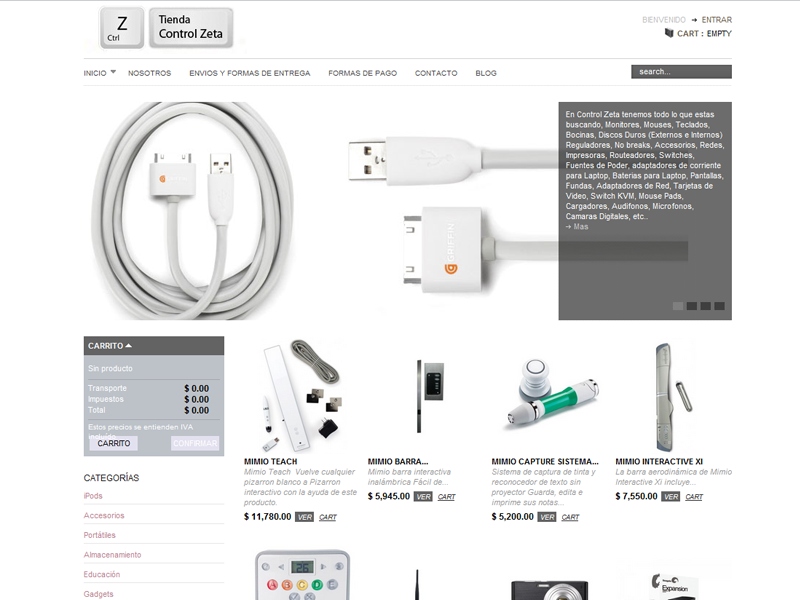 Z
Ctrl
Tienda
Control Zeta
BIENVENIDO ➔ ENTRAR
CART : EMPTY
INICIO
NOSOTROS
ENVIOS Y FORMAS DE ENTREGA
FORMAS DE PAGO
CONTACTO
BLOG
search...
GRIFFIN
En Control Zeta tenemos todo lo que estas
buscando, Monitores, Mouses, Teclados,
Bocinas, Discos Duros (Externos e Internos)
Reguladores, No breaks, Accesorios, Redes,
Impresoras, Routeadores, Switches,
Fuentes de Poder, adaptadores de corriente
para Laptop, Baterias para Laptop, Pantallas,
Fundas, Adaptadores de Red, Tarjetas de
Video, Switch KVM, Mouse Pads,
Cargadores, Audifonos, Microfonos,
Camaras Digitales, etc..
➔ Mas
CARRITO
Sin producto
Transporte $ 0.00
Impuestos $ 0.00
Total $ 0.00
Estos precios se entienden IVA
CARRITO
CONFIRMAR
CATEGORÍAS
iPods
Accesorios
Portátiles
Almacenamiento
Educación
Gadgets
MIMIO TEACH
Mimio Teach Vuelve cualquier
pizarron blanco a Pizarron
interactivo con la ayuda de este
producto.
$ 11,780.00 VER CART
MIMIO BARRA...
Mimio barra interactiva
inalámbrica Fácil de...
$ 5,945.00 VER CART
MIMIO CAPTURE SISTEMA...
Sistema de captura de tinta y
reconocedor de texto sin
proyector Guarda, edita e
imprime sus notas...
$ 5,200.00 VER CART
MIMIO INTERACTIVE XI
La barra aerodinámica de Mimio
Interactive Xi incluye...
$ 7,550.00 VER CART
A B C D
Expansion